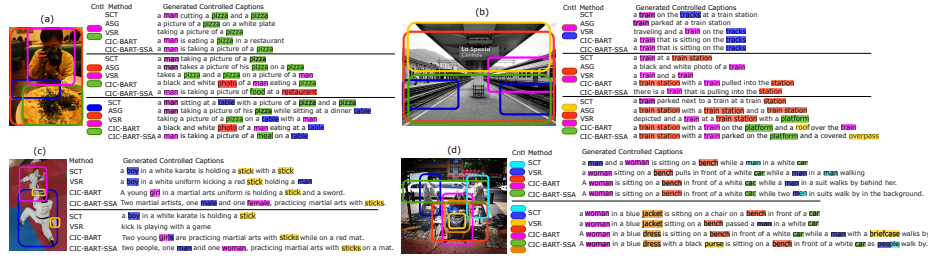 (a)
Cntl Method Generated Controlled Captions
SCT a man cutting a pizza and a pizza
ASG a picture of a pizza on a white plate
VSR taking a picture of a pizza
CIC-BART a man is eating a pizza in a restaurant
CIC-BART-SSA a man is taking a picture of a pizza
SCT a man taking a picture of a pizza
ASG a man takes a picture of his pizza on a pizza
VSR takes a pizza and a pizza on a picture of a man
CIC-BART a black and white photo of a man eating a pizza
CIC-BART-SSA a man is taking a picture of food at a restaurant
SCT a man sitting at a table with a picture of a pizza and a pizza
ASG a man taking a picture of his pizza while sitting at a dinner table
VSR taking a picture of a pizza on a table with a man
CIC-BART a black and white photo of a man eating at a table
CIC-BART-SSA a man is taking a picture of a meal on a table
(b)
La Spezia
Centrale
Cntl Method Generated Controlled Captions
SCT a train on the tracks at a train station
ASG train parked at a train station
VSR traveling and a train on the tracks
CIC-BART a train that is sitting on the tracks
CIC-BART-SSA a train that is sitting on the tracks
SCT a train at a train station
ASG a black and white photo of a train
VSR a train and a train
CIC-BART a train station with a train pulled into the station
CIC-BART-SSA there is a train that is pulling into the station
SCT a train parked next to a train at a train station
ASG a train station with a train station and a train station
VSR depicted and a train at a train station with a platform
CIC-BART a train station with a train on the platform and a roof over the train
CIC-BART-SSA a train station with a train parked on the platform and a covered overpass
(c)
Method Generated Controlled Captions
SCT a boy in a white karate is holding a stick with a stick
VSR a boy in a white uniform kicking a red stick holding a man
CIC-BART A young girl in a martial arts uniform is holding a stick and a sword.
CIC-BART-SSA Two martial artists, one male and one female, practicing martial arts with sticks.
SCT a boy in a white karate is holding a stick
VSR kick is playing with a game
CIC-BART Two young girls are practicing martial arts with sticks while on a red mat.
CIC-BART-SSA two people, one man and one woman, practicing martial arts with sticks on a mat.
(d)
Cntl Method Generated Controlled Captions
SCT a man and a woman is sitting on a bench while a man in a white car
VSR a woman sitting on a bench pulls in front of a white car while a man in a man walking
CIC-BART A woman is sitting on a bench in front of a white car while a man in a suit walks by behind her.
CIC-BART-SSA A woman is sitting on a bench in front of a white car while two men in suits walk by in the background.
SCT a woman in a blue jacket is sitting on a chair on a bench in front of a car
VSR a woman in a blue jacket sitting on a bench passed a man in a white car
CIC-BART A woman in a blue dress is sitting on a bench in front of a white car while a man with a briefcase walks by
CIC-BART-SSA A woman in a blue dress with a black purse is sitting on a bench in front of a white car as people walk by.